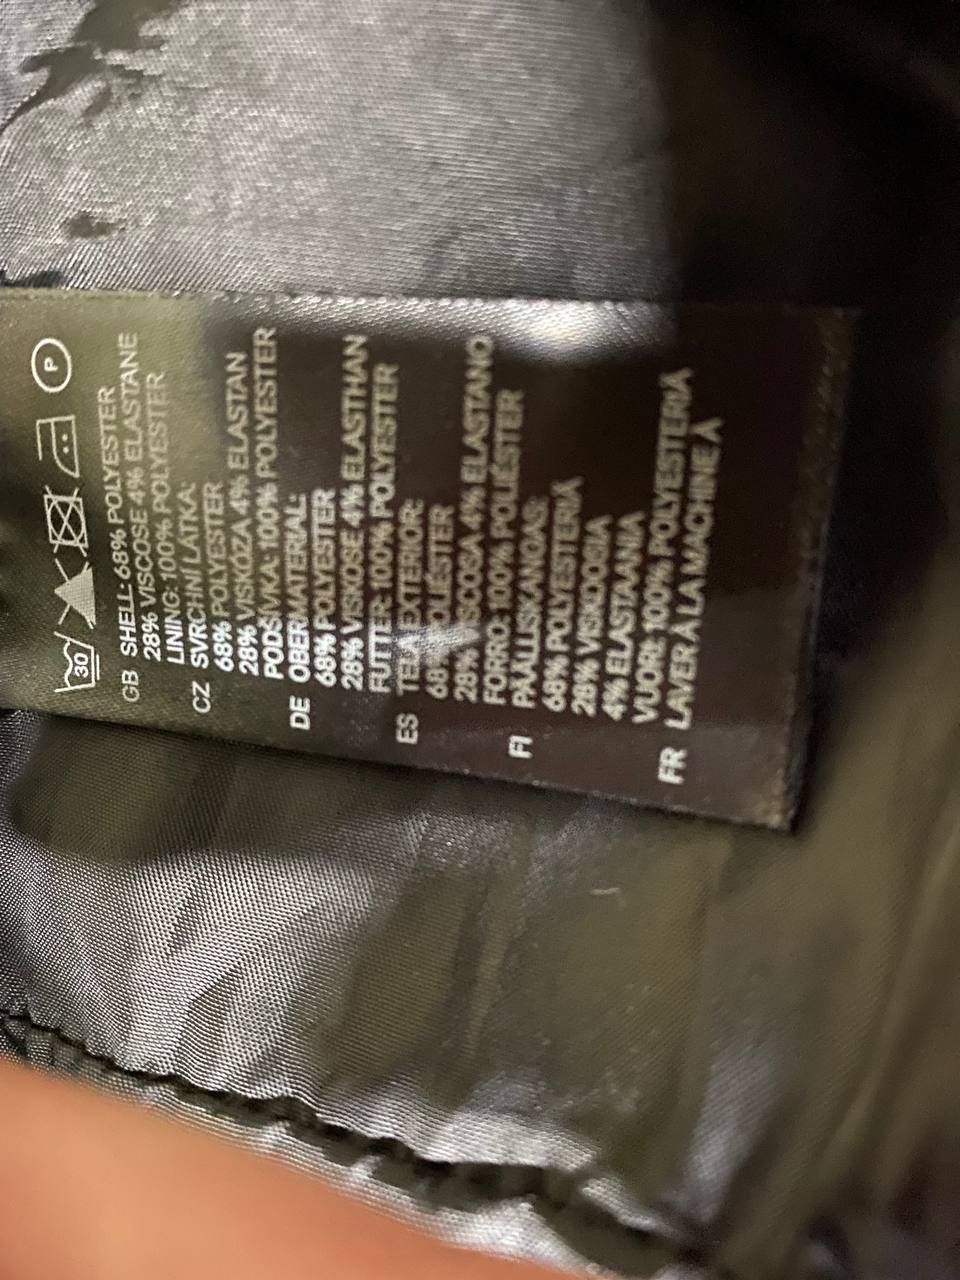 30 P
GB SHELL: 68% POLYESTER
28% VISCOSE 4% ELASTANE
LINING: 100% POLYESTER
CZ SVRCHNÍ LÁTKA:
68% POLYESTER
28% VISKÓZA 4% ELASTAN
PODŠÍVKA: 100% POLYESTER
DE OBERMATERIAL:
68% POLYESTER
28% VISKOSE 4% ELASTHAN
FUTTER: 100% POLYESTER
ES TELA EXTERIOR:
68% POLIÉSTER
28% VISCOSA 4% ELASTANO
FORRO: 100% POLIÉSTER
FI PÄÄLLISKANGAS:
68% POLYESTERIÄ
28% VISKOOSIA
4% ELASTAANIA
VUORI: 100% POLYESTERIÄ
FR LAVER À LA MACHINE À